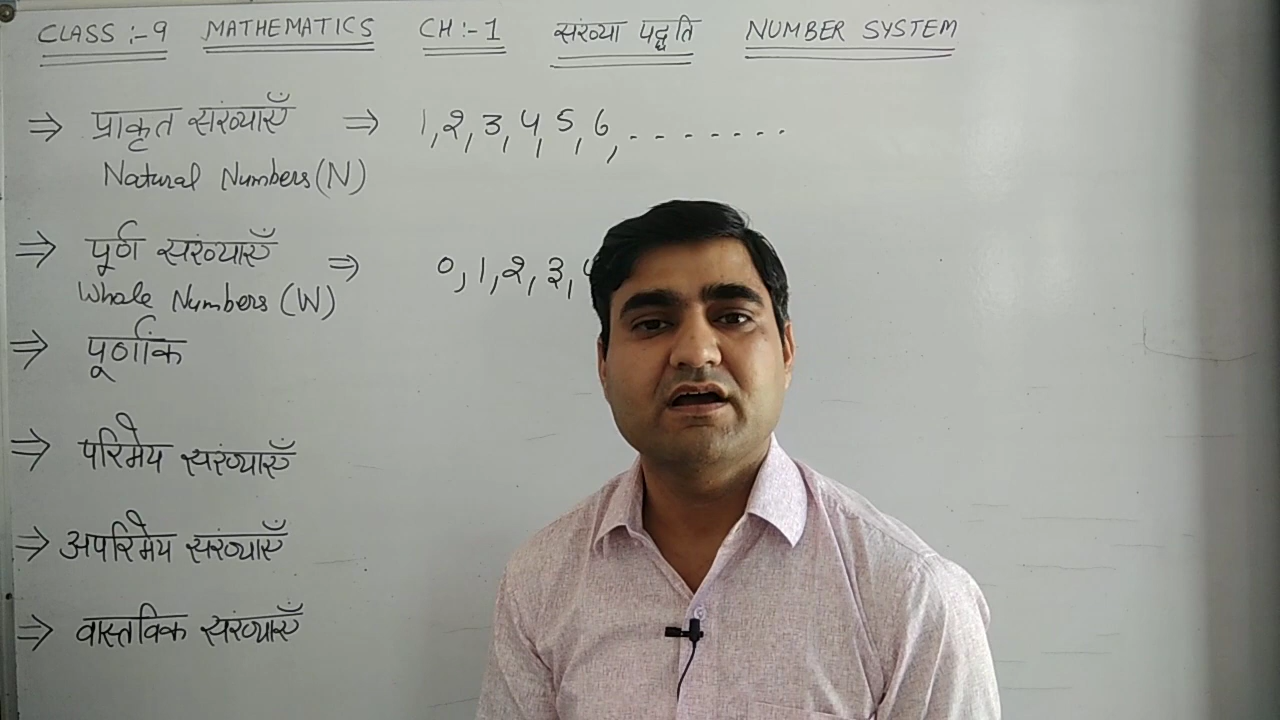 CLASS :- 9 MATHEMATICS CH :- 1 संख्या पद्धति NUMBER SYSTEM
⇒ प्राकृत संख्याएँ ⇒ 1, 2, 3, 4, 5, 6, - - - - - - -
Natural Numbers (N)
⇒ पूर्ण संख्याएँ ⇒ 0, 1, 2, 3,
Whole Numbers (W)
⇒ पूर्णांक
⇒ परिमेय संख्याएँ
⇒ अपरिमेय संख्याएँ
⇒ वास्तविक संख्याएँ